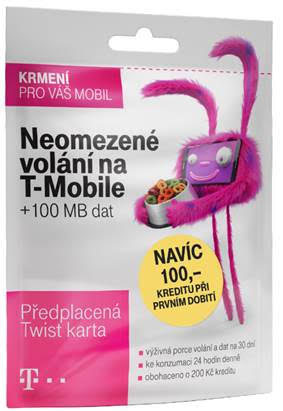 KRMENÍ
PRO VÁŠ MOBIL
Neomezené
volání na
T-Mobile
+100 MB dat
NAVÍC
100,-
KREDITU PŘI
PRVNÍM DOBITÍ
Předplacená
Twist karta
výživná porce volání a dat na 30 dní
ke konzumaci 24 hodin denně
obohaceno o 200 Kč kreditu
T